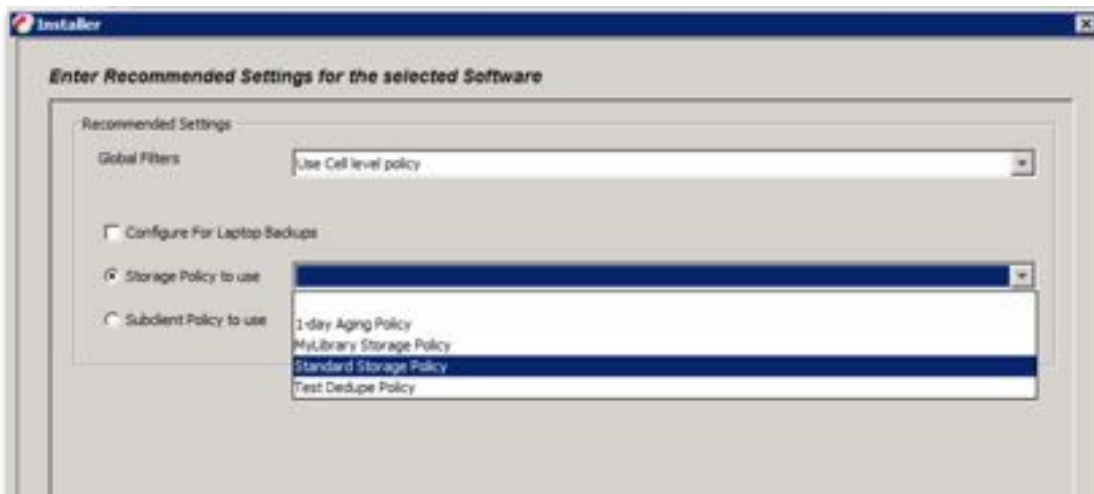 Installer
Enter Recommended Settings for the selected Software
Recommended Settings
Global Filters
Use Cell level policy
Configure For Laptop Backups
Storage Policy to use
Subclient Policy to use
1-day Aging Policy
MyLibrary Storage Policy
Standard Storage Policy
Test Dedupe Policy